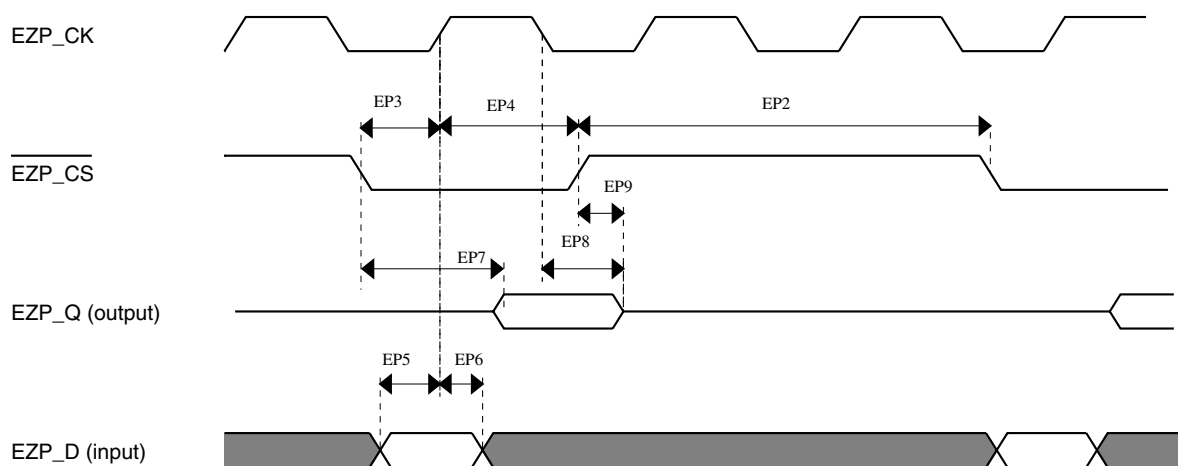 EZP_CK
EP3
EP4
EP2
EZP_CS
EP9
EP8
EP7
EZP_Q (output)
EP5
EP6
EZP_D (input)